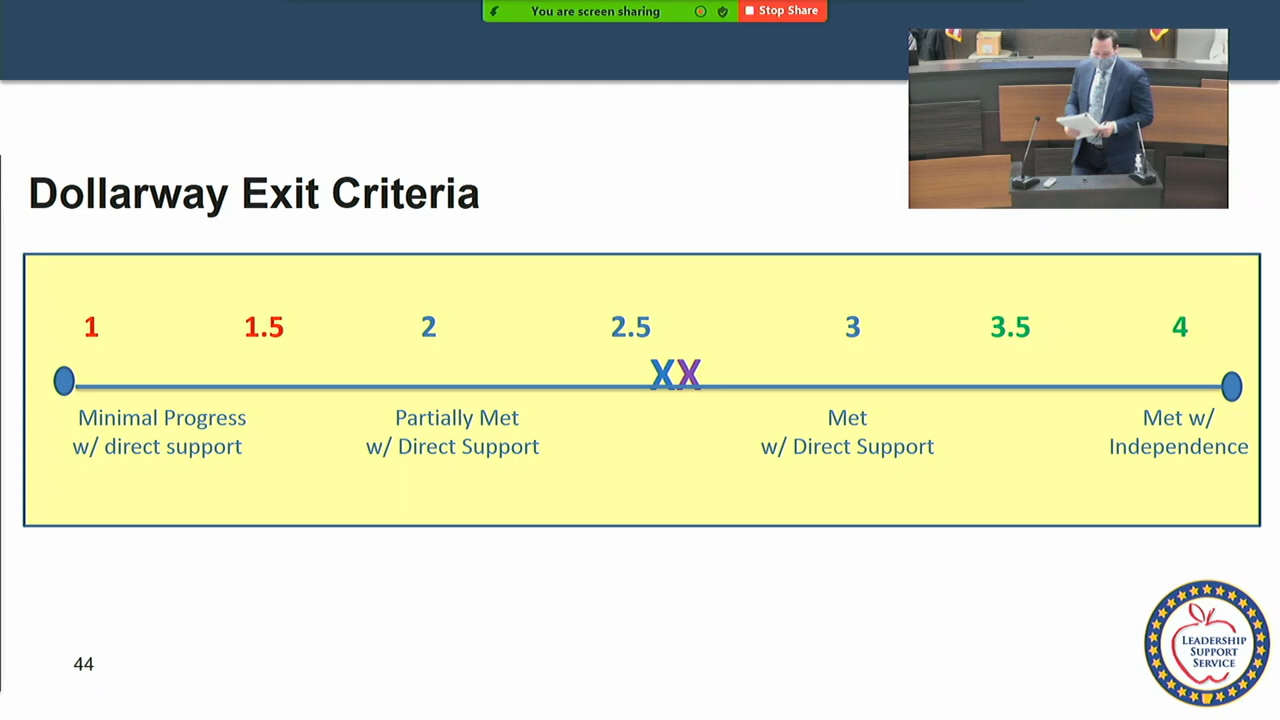 You are screen sharing
Stop Share
Dollarway Exit Criteria
1 1.5 2 2.5 3 3.5 4
XX
Minimal Progress
w/ direct support
Partially Met
w/ Direct Support
Met
w/ Direct Support
Met w/
Independence
44
LEADERSHIP
SUPPORT
SERVICE